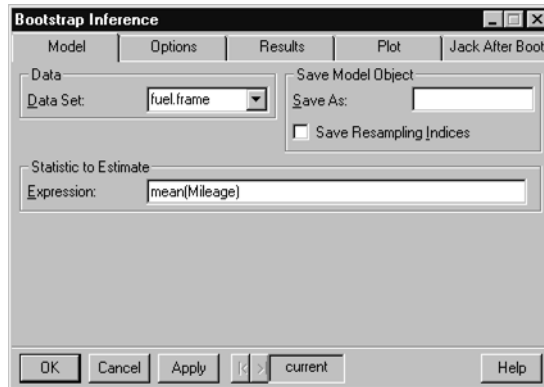 Bootstrap Inference
Model Options Results Plot Jack After Boot
Data
Data Set: fuel.frame
Save Model Object
Save As:
Save Resampling Indices
Statistic to Estimate
Expression: mean(Mileage)
OK Cancel Apply current Help